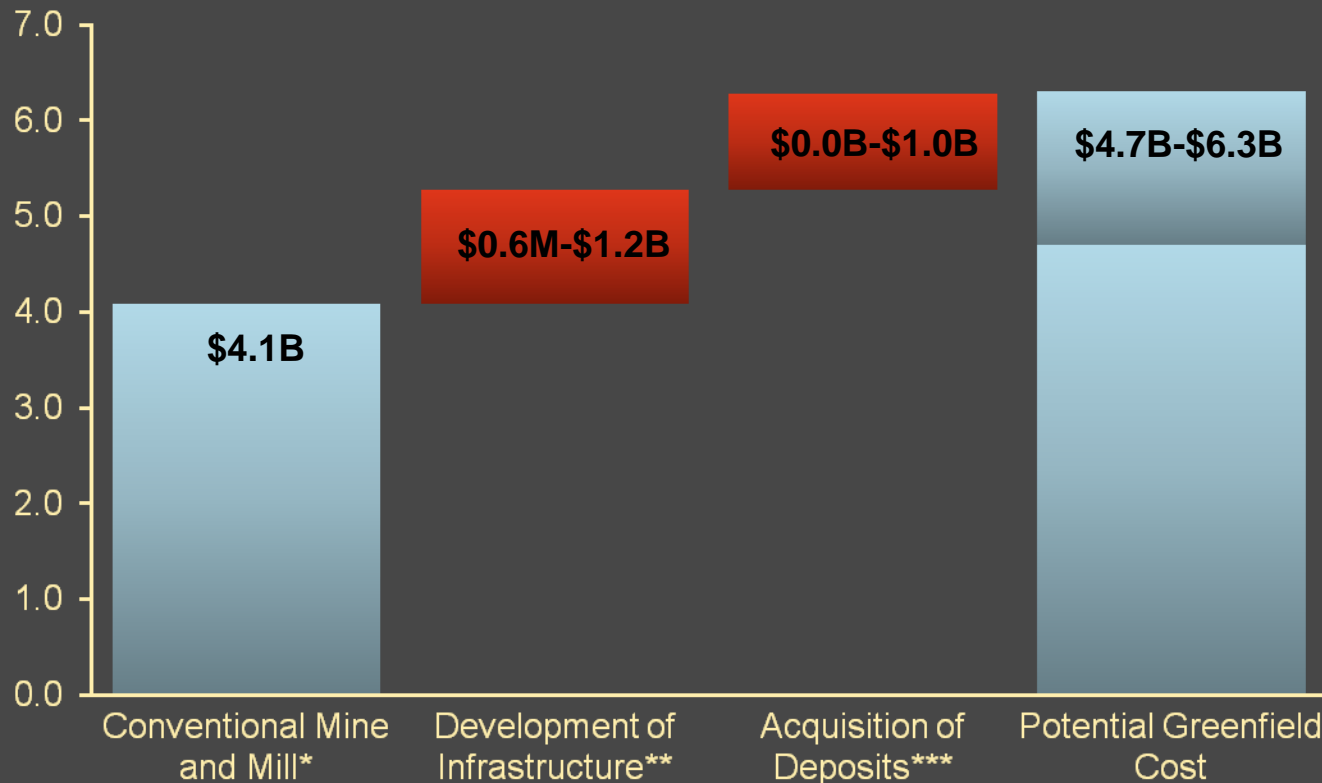 7.0
6.0
5.0
4.0
3.0
2.0
1.0
0.0
$4.1B
$0.6M-$1.2B
$0.0B-$1.0B
$4.7B-$6.3B
Conventional Mine
and Mill*
Development of
Infrastructure**
Acquisition of
Deposits***
Potential Greenfield
Cost